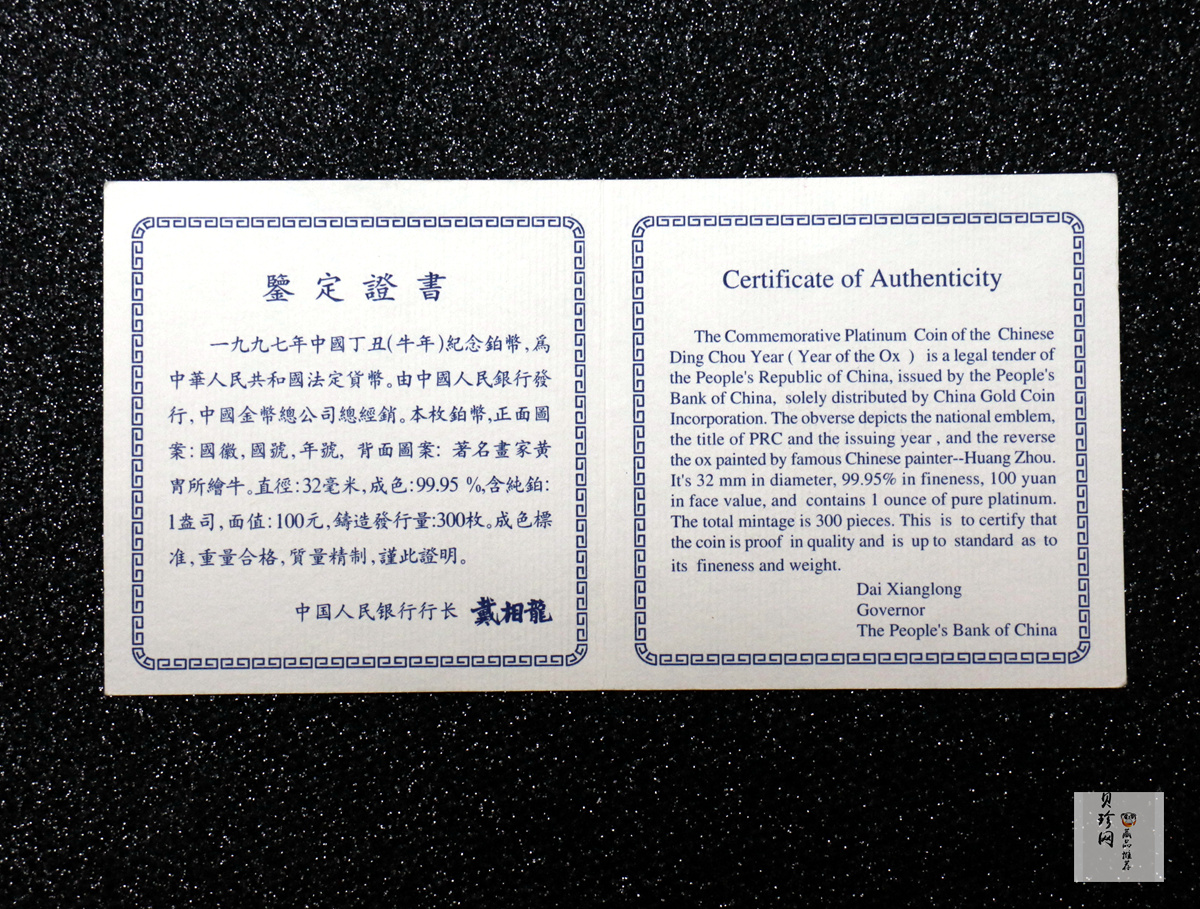 鑒定證書
一九九七年中國丁丑(牛年)紀念鉑幣,爲
中華人民共和國法定貨幣。由中國人民銀行發
行,中國金幣總公司總經銷。本枚鉑幣,正面圖
案:國徽,國號,年號, 背面圖案: 著名畫家黃
冑所繪牛。直徑:32毫米,成色:99.95 %,含純鉑:
1盎司,面值:100元,鑄造發行量:300枚。成色標
准,重量合格,質量精制,謹此證明。
中国人民银行行长 戴相龍
Certificate of Authenticity
The Commemorative Platinum Coin of the Chinese
Ding Chou Year ( Year of the Ox ) is a legal tender of
the People's Republic of China, issued by the People's
Bank of China, solely distributed by China Gold Coin
Incorporation. The obverse depicts the national emblem,
the title of PRC and the issuing year , and the reverse
the ox painted by famous Chinese painter--Huang Zhou.
It's 32 mm in diameter, 99.95% in fineness, 100 yuan
in face value, and contains 1 ounce of pure platinum.
The total mintage is 300 pieces. This is to certify that
the coin is proof in quality and is up to standard as to
its fineness and weight.
Dai Xianglong
Governor
The People's Bank of China
贝珍网
藏品推荐